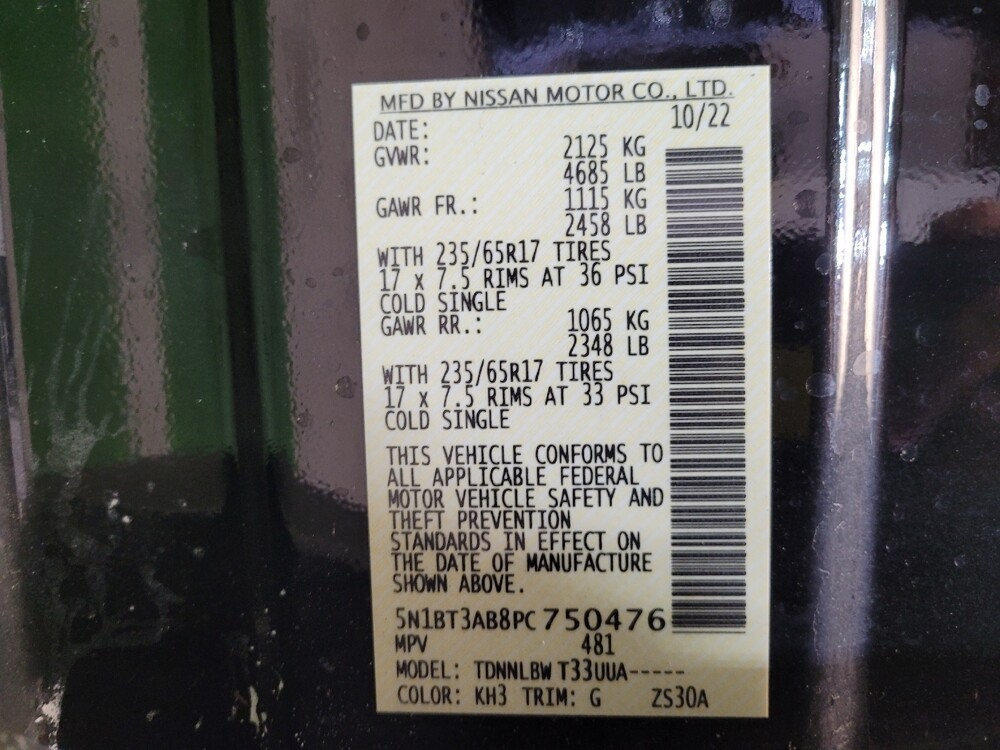 MFD BY NISSAN MOTOR CO., LTD.
DATE: 10/22
GVWR: 2125 KG
4685 LB
GAWR FR.: 1115 KG
2458 LB
WITH 235/65R17 TIRES
17 x 7.5 RIMS AT 36 PSI
COLD SINGLE
GAWR RR.: 1065 KG
2348 LB
WITH 235/65R17 TIRES
17 x 7.5 RIMS AT 33 PSI
COLD SINGLE
THIS VEHICLE CONFORMS TO
ALL APPLICABLE FEDERAL
MOTOR VEHICLE SAFETY AND
THEFT PREVENTION
STANDARDS IN EFFECT ON
THE DATE OF MANUFACTURE
SHOWN ABOVE.
5N1BT3AB8PC750476
MPV 481
MODEL: TDNNLBW T33UUA-----
COLOR: KH3 TRIM: G ZS30A